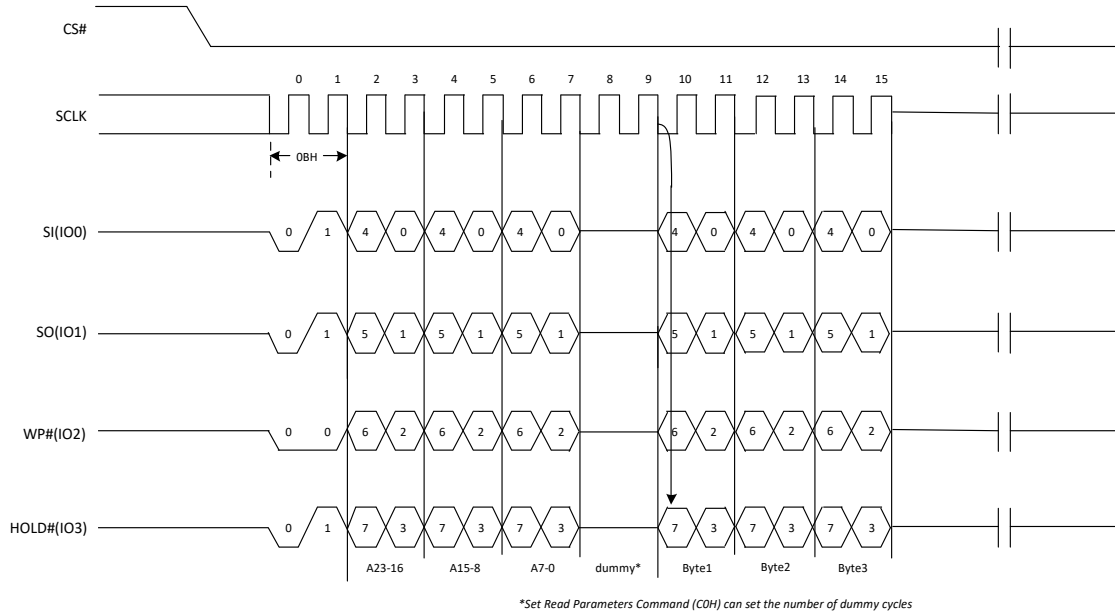 CS#
0 1 2 3 4 5 6 7 8 9 10 11 12 13 14 15
SCLK
0BH
SI(IO0) 0 1 4 0 4 0 4 0 4 0 4 0 4 0
SO(IO1) 0 1 5 1 5 1 5 1 5 1 5 1 5 1
WP#(IO2) 0 0 6 2 6 2 6 2 6 2 6 2 6 2
HOLD#(IO3) 0 1 7 3 7 3 7 3 7 3 7 3 7 3
A23-16 A15-8 A7-0 dummy* Byte1 Byte2 Byte3
*Set Read Parameters Command (C0H) can set the number of dummy cycles